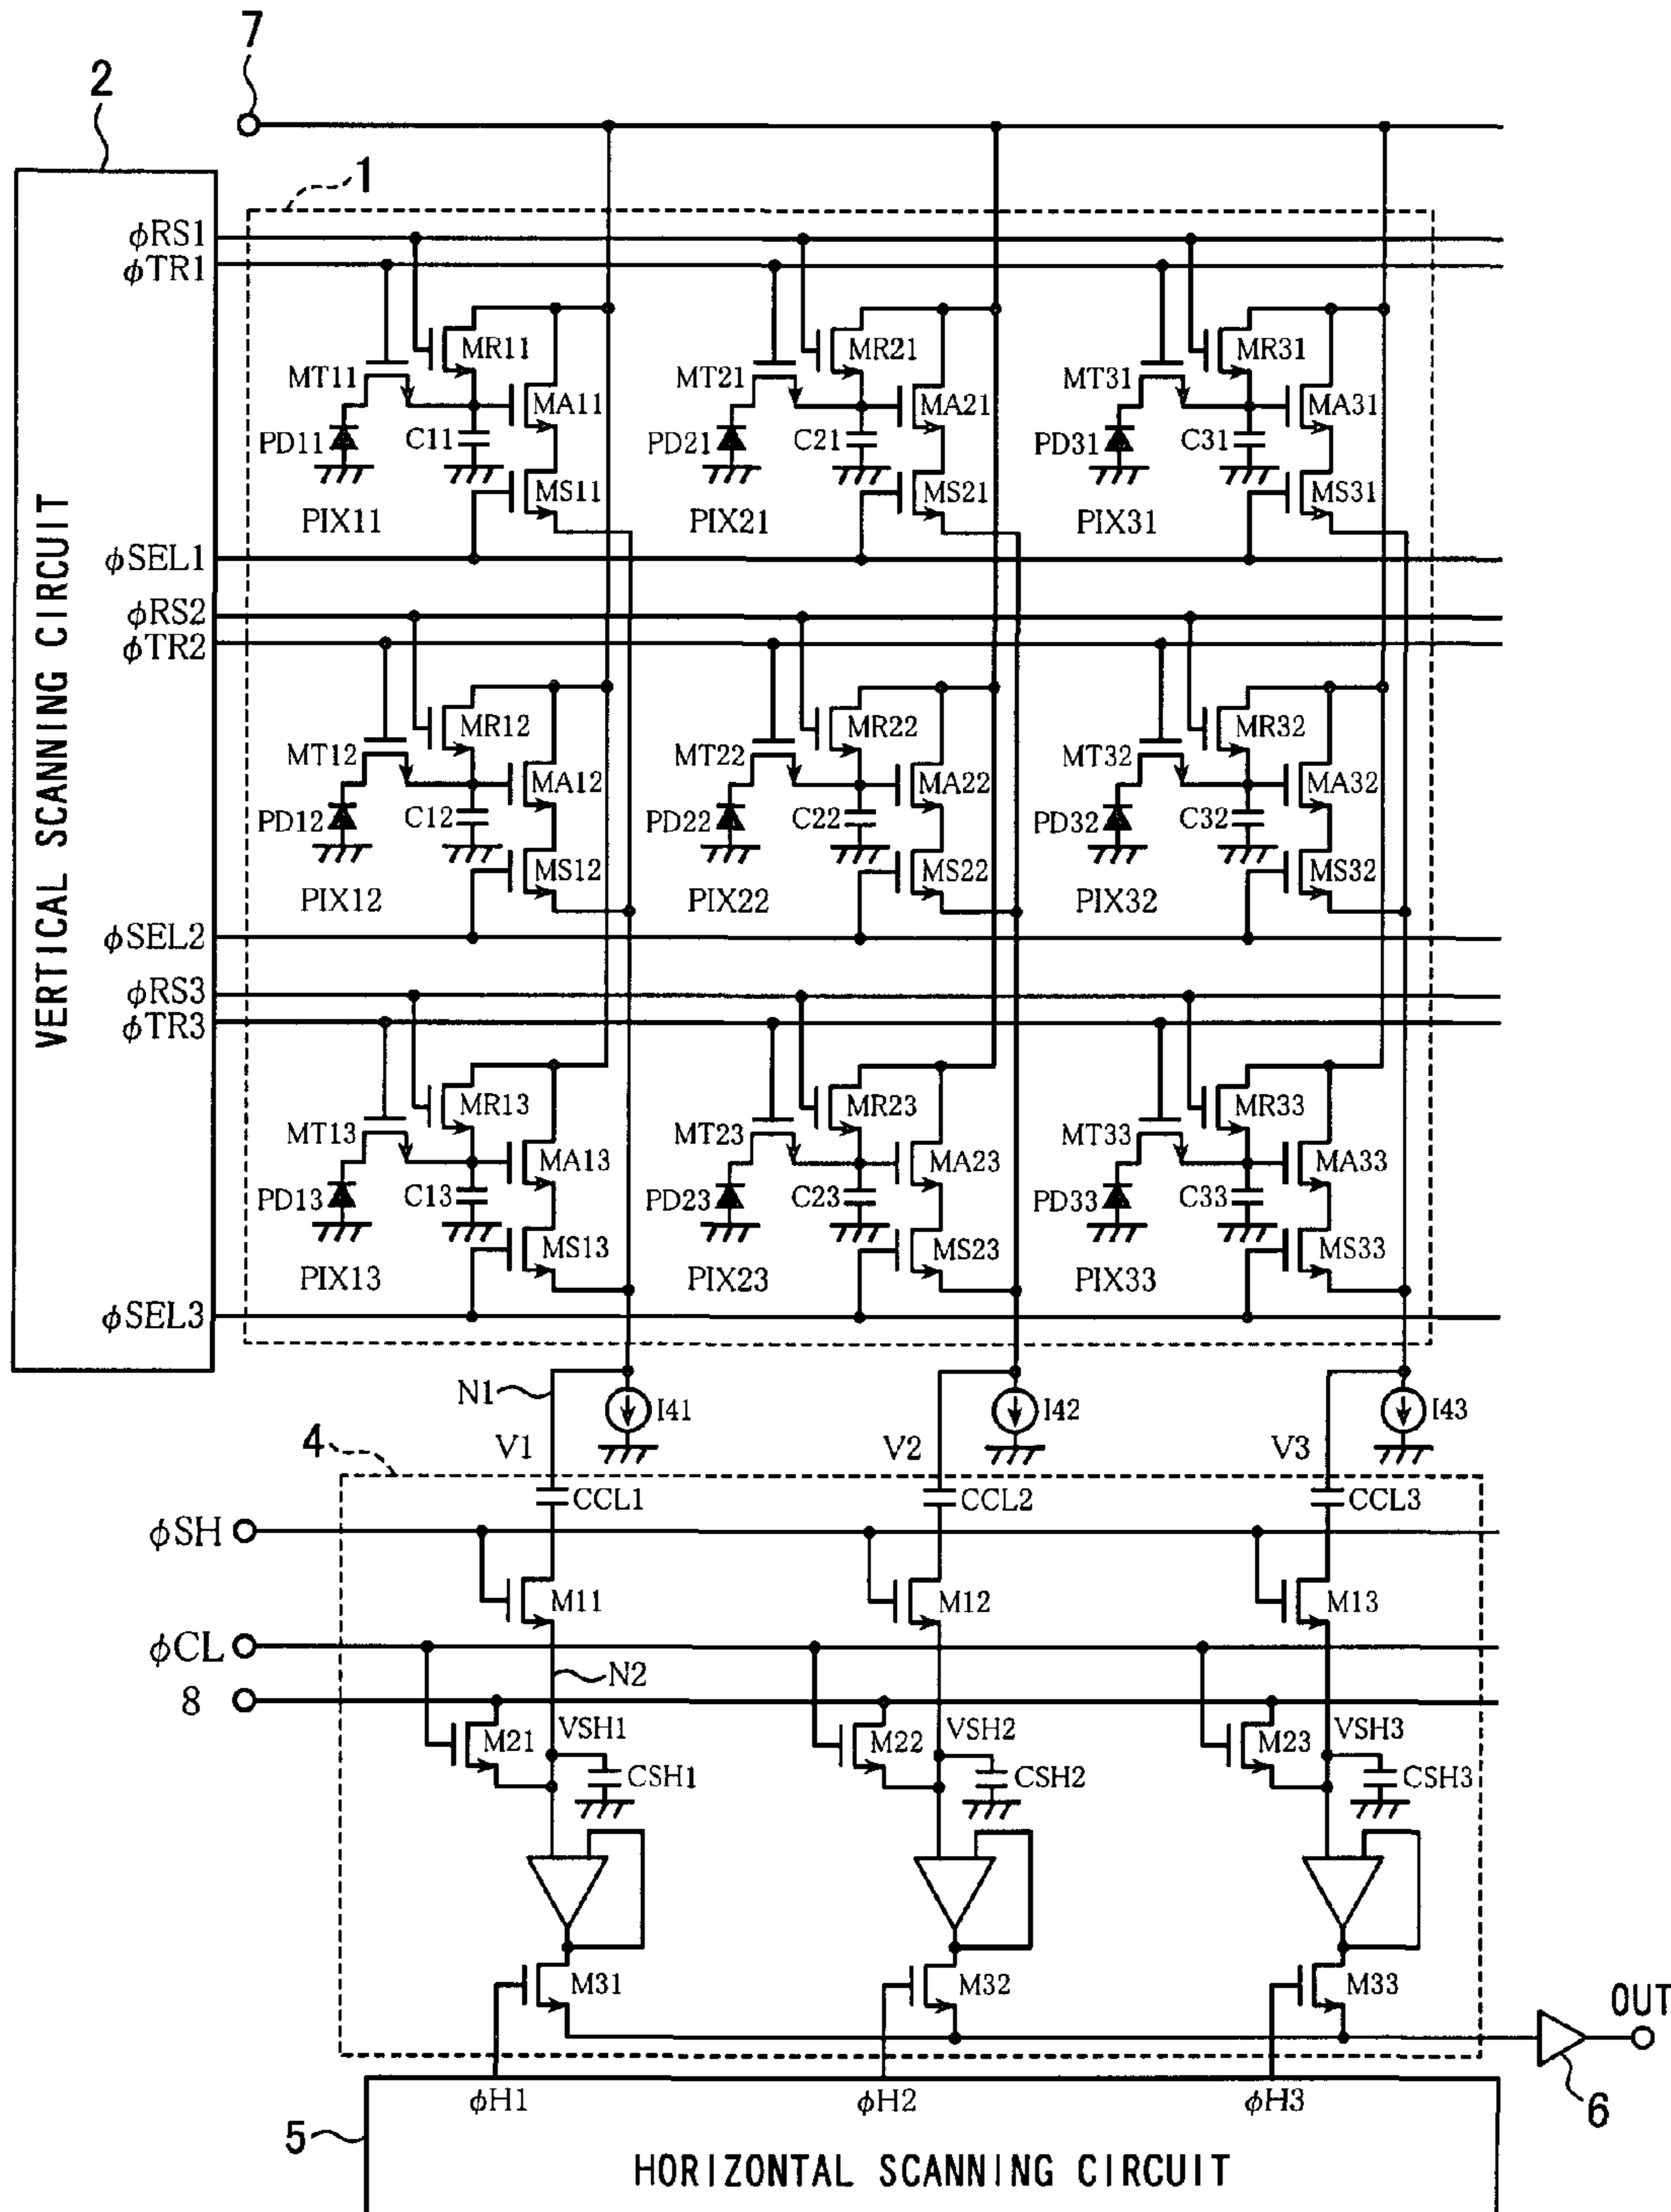 7
2
1
VERTICAL SCANNING CIRCUIT
φRS1
φTR1
MR11 MR21 MR31
MT11 MT21 MT31
MA11 MA21 MA31
PD11 C11 PD21 C21 PD31 C31
MS11 MS21 MS31
PIX11 PIX21 PIX31
φSEL1
φRS2
φTR2
MR12 MR22 MR32
MT12 MT22 MT32
MA12 MA22 MA32
PD12 C12 PD22 C22 PD32 C32
MS12 MS22 MS32
PIX12 PIX22 PIX32
φSEL2
φRS3
φTR3
MR13 MR23 MR33
MT13 MT23 MT33
MA13 MA23 MA33
PD13 C13 PD23 C23 PD33 C33
MS13 MS23 MS33
PIX13 PIX23 PIX33
φSEL3
N1 I41 I42 I43
4 V1 V2 V3
CCL1 CCL2 CCL3
φSH
M11 M12 M13
φCL
N2
8
M21 VSH1 M22 VSH2 M23 VSH3
CSH1 CSH2 CSH3
M31 M32 M33
OUT
6
φH1 φH2 φH3
5
HORIZONTAL SCANNING CIRCUIT